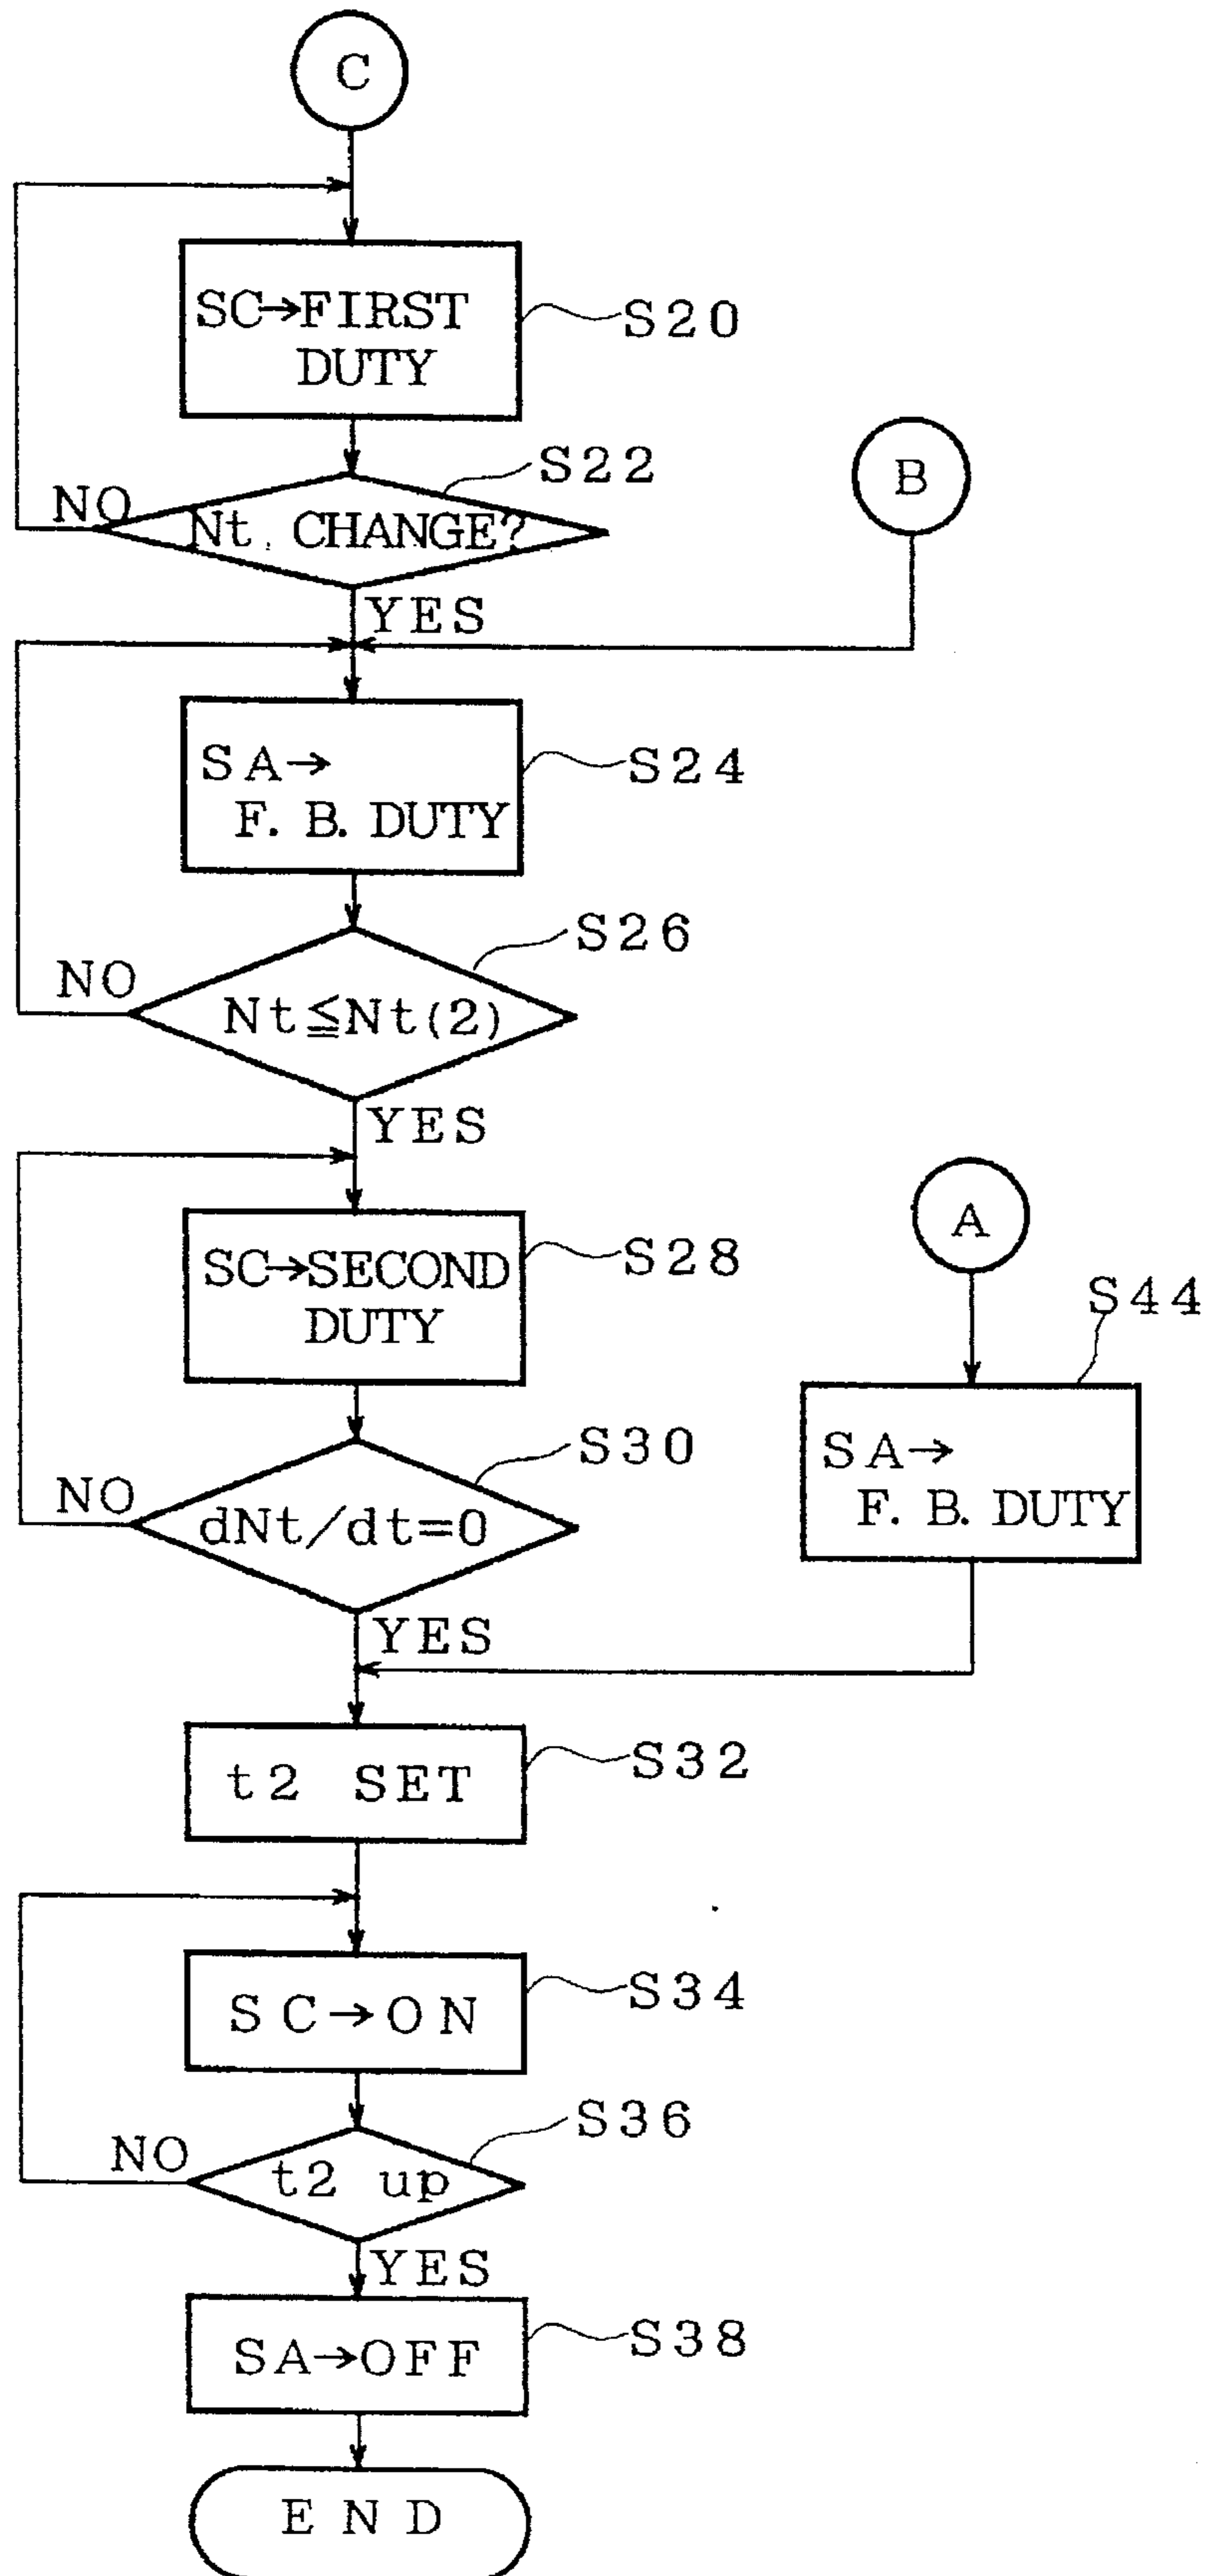 C
SC→FIRST
DUTY
S20
S22
NO
Nt. CHANGE?
B
YES
SA→
F. B. DUTY
S24
S26
NO
Nt≦Nt(2)
YES
A
SC→SECOND
DUTY
S28
S44
SA→
F. B. DUTY
S30
NO
dNt/dt=0
YES
t2 SET
S32
SC→ON
S34
S36
NO
t2 up
YES
SA→OFF
S38
END